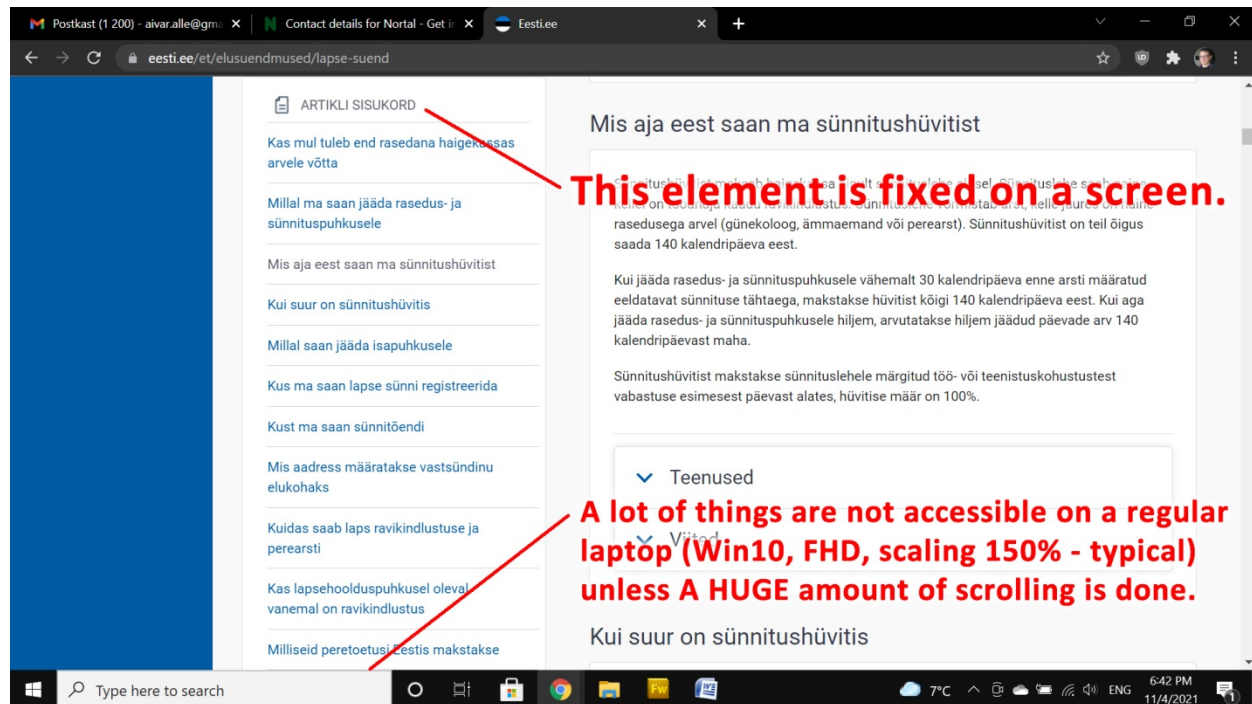 Postkast (1 200) - aivar.alle@gma
Contact details for Nortal - Get in
Eesti.ee
eesti.ee/et/elusuendmused/lapse-suend
ARTIKLI SISUKORD
Kas mul tuleb end rasedana haigekassas
arvele võtta
Millal ma saan jääda rasedus- ja
sünnituspuhkusele
Mis aja eest saan ma sünnitushüvitist
Kui suur on sünnitushüvitis
Millal saan jääda isapuhkusele
Kus ma saan lapse sünni registreerida
Kust ma saan sünnitõendi
Mis aadress määratakse vastsündinu
elukohaks
Kuidas saab laps ravikindlustuse ja
perearsti
Kas lapsehoolduspuhkusel oleval
vanemal on ravikindlustus
Milliseid peretoetusi Eestis makstakse
Mis aja eest saan ma sünnitushüvitist
This element is fixed on a screen.
rasedusega arvel (günekoloog, ämmaemand või perearst). Sünnitushüvitist on teil õigus
saada 140 kalendripäeva eest.
Kui jääda rasedus- ja sünnituspuhkusele vähemalt 30 kalendripäeva enne arsti määratud
eeldatavat sünnituse tähtaega, makstakse hüvitist kõigi 140 kalendripäeva eest. Kui aga
jääda rasedus- ja sünnituspuhkusele hiljem, arvutatakse hiljem jäädud päevade arv 140
kalendripäevast maha.
Sünnitushüvitist makstakse sünnituslehele märgitud töö- või teenistuskohustustest
vabastuse esimesest päevast alates, hüvitise määr on 100%.
Teenused
A lot of things are not accessible on a regular
Viited
laptop (Win10, FHD, scaling 150% - typical)
unless A HUGE amount of scrolling is done.
Kui suur on sünnitushüvitis
Type here to search
Fw
7°C
ENG
6:42 PM
11/4/2021
1